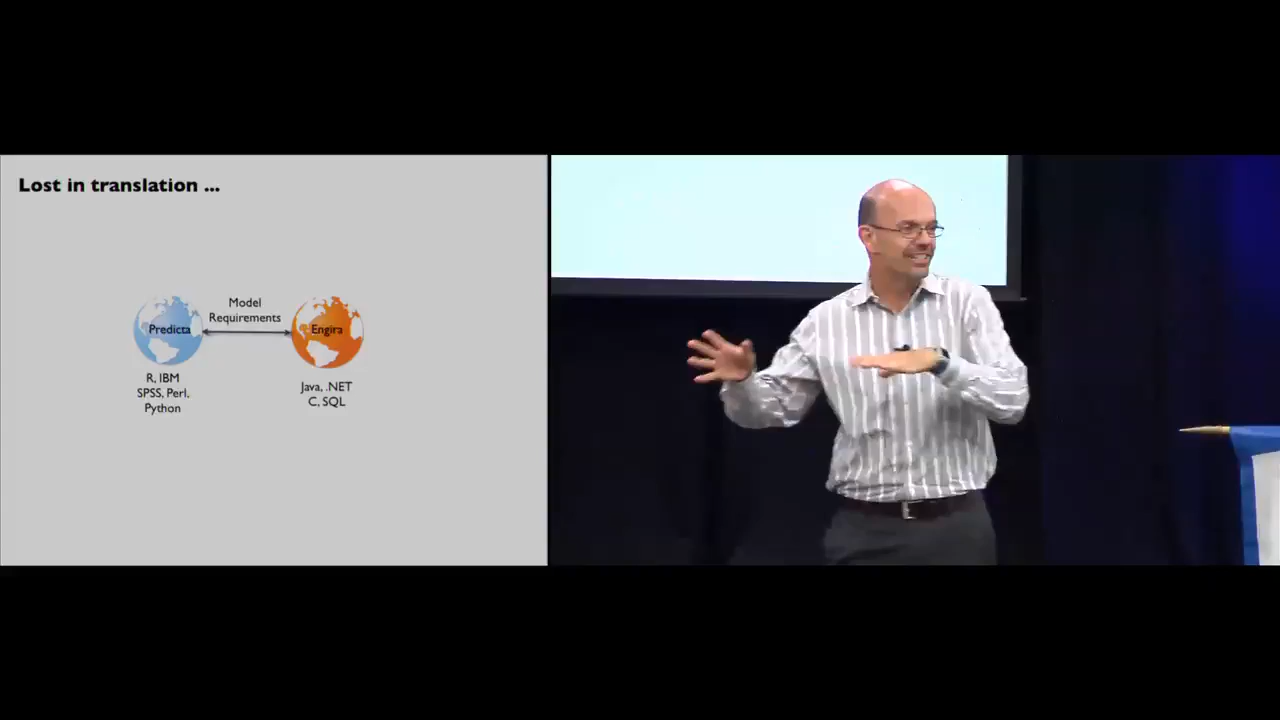 Lost in translation ...
Model
Requirements
Predicta
Engira
R, IBM
SPSS, Perl,
Python
Java, .NET
C, SQL